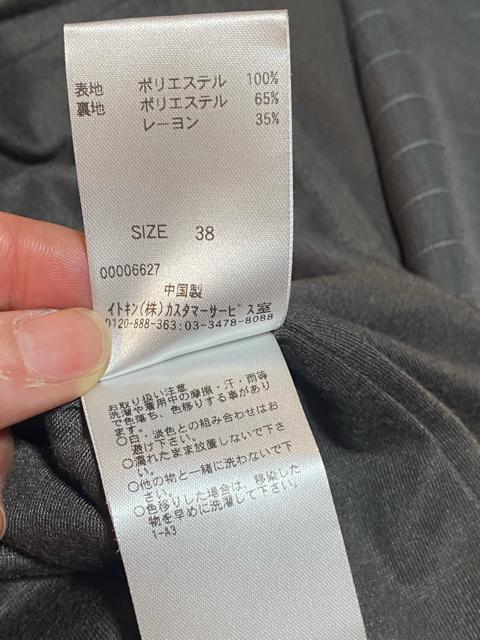 表地 ポリエステル 100%
裏地 ポリエステル 65%
レーヨン 35%
SIZE 38
00006627
中国製
イトキン(株)カスタマーサービス室
0120-888-363:03-3478-8088
お取り扱い注意
洗濯や着用中の摩擦・汗・雨等
で色落ち、色移りする事があり
ます。
○白・淡色との組み合わせはお
避け下さい。
○濡れたまま放置しないで下さ
い。
○他の物と一緒に洗わないで下
さい。
○色移りした場合は、移染した
物を早めに洗濯して下さい。
1-A3